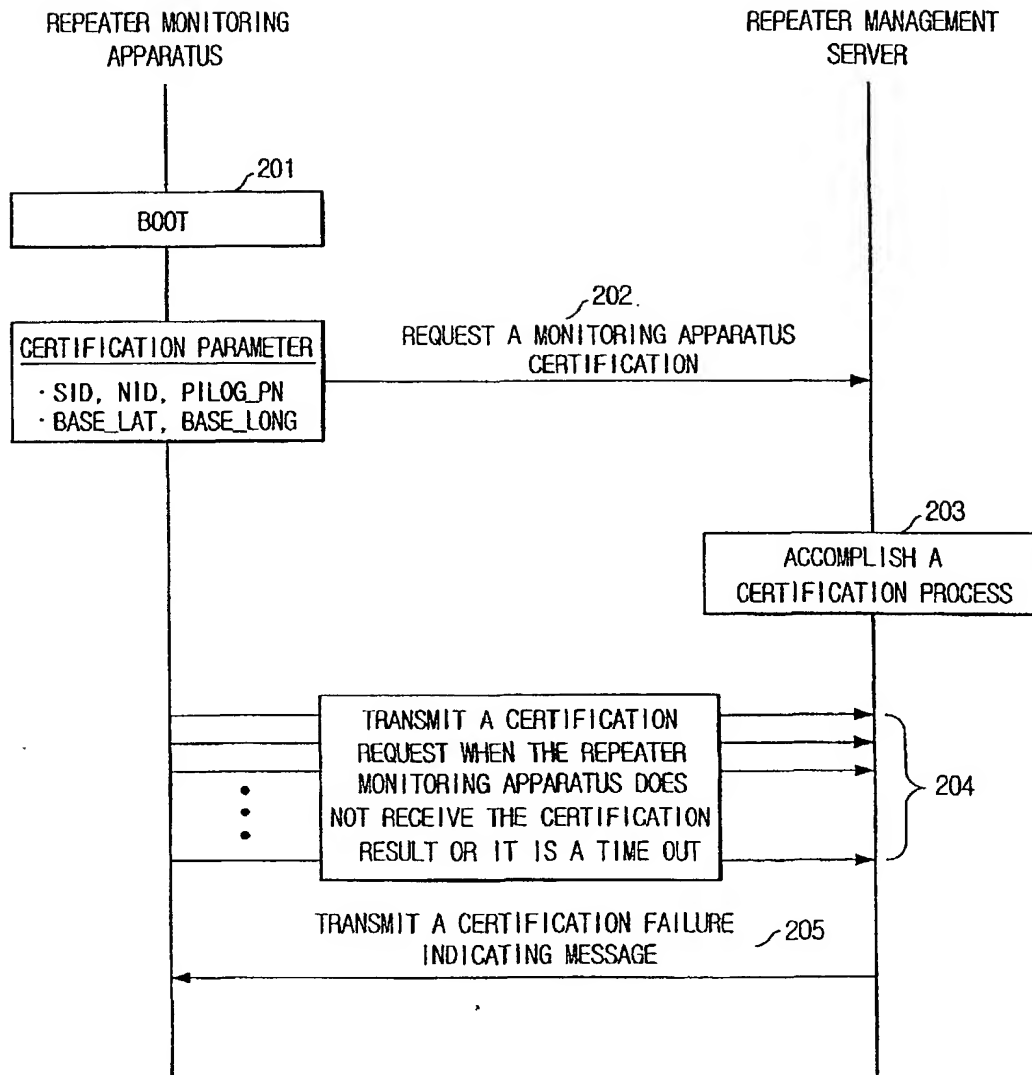 REPEATER MONITORING
APPARATUS
REPEATER MANAGEMENT
SERVER
201
BOOT
202.
REQUEST A MONITORING APPARATUS
CERTIFICATION
CERTIFICATION PARAMETER
· SID, NID, PILOG_PN
· BASE_LAT, BASE_LONG
203
ACCOMPLISH A
CERTIFICATION PROCESS
TRANSMIT A CERTIFICATION
REQUEST WHEN THE REPEATER
MONITORING APPARATUS DOES
NOT RECEIVE THE CERTIFICATION
RESULT OR IT IS A TIME OUT
204
TRANSMIT A CERTIFICATION FAILURE
INDICATING MESSAGE
205